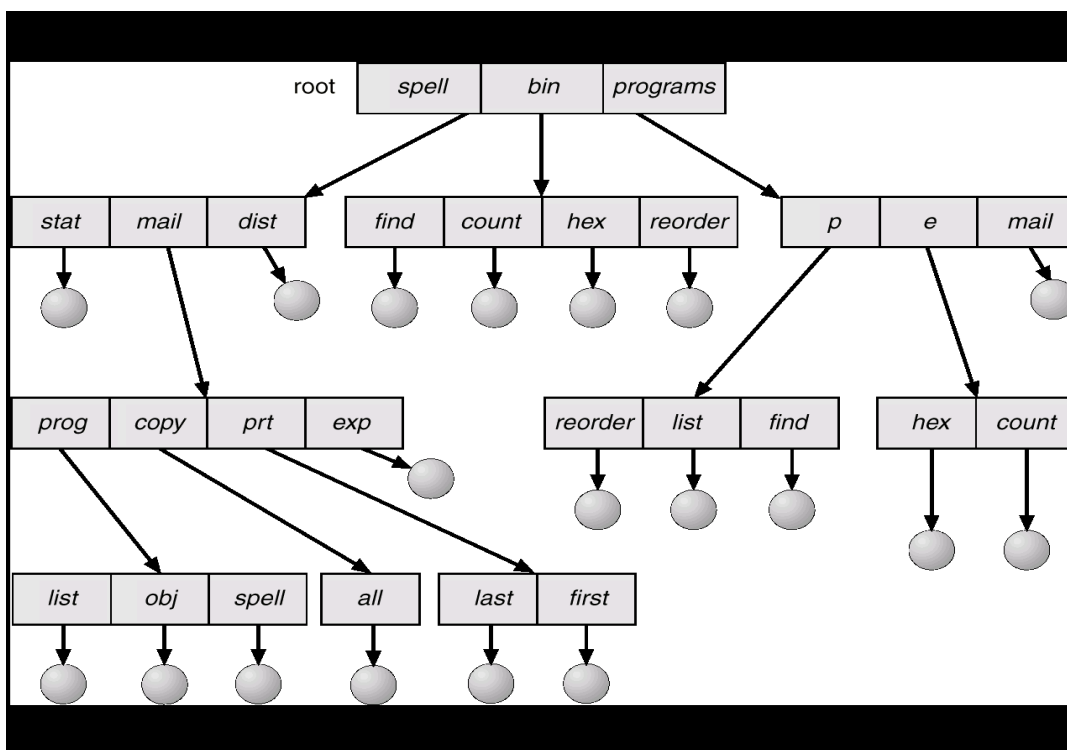 root spell bin programs
stat mail dist find count hex reorder p e mail
prog copy prt exp reorder list find hex count
list obj spell all last first